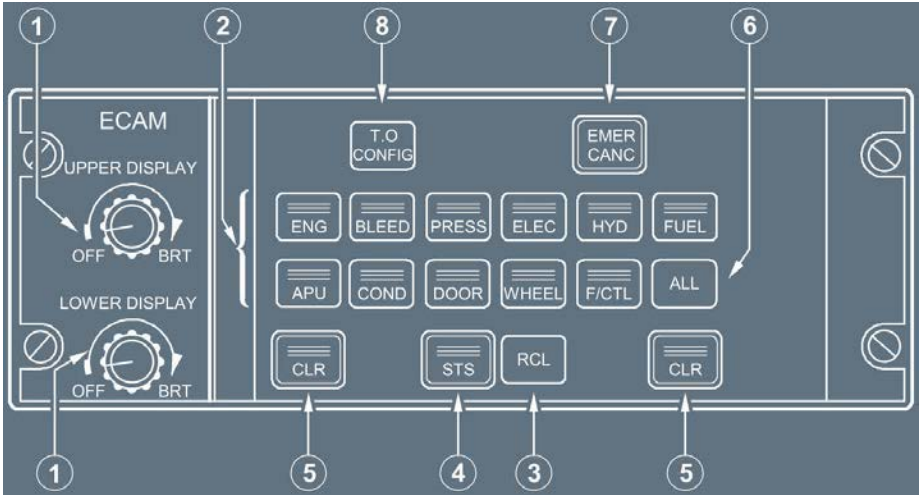 1
2
8
7
6
ECAM
T.O
CONFIG
EMER
CANC
UPPER DISPLAY
OFF
BRT
ENG
BLEED
PRESS
ELEC
HYD
FUEL
APU
COND
DOOR
WHEEL
F/CTL
ALL
LOWER DISPLAY
OFF
BRT
CLR
STS
RCL
CLR
1
5
4
3
5